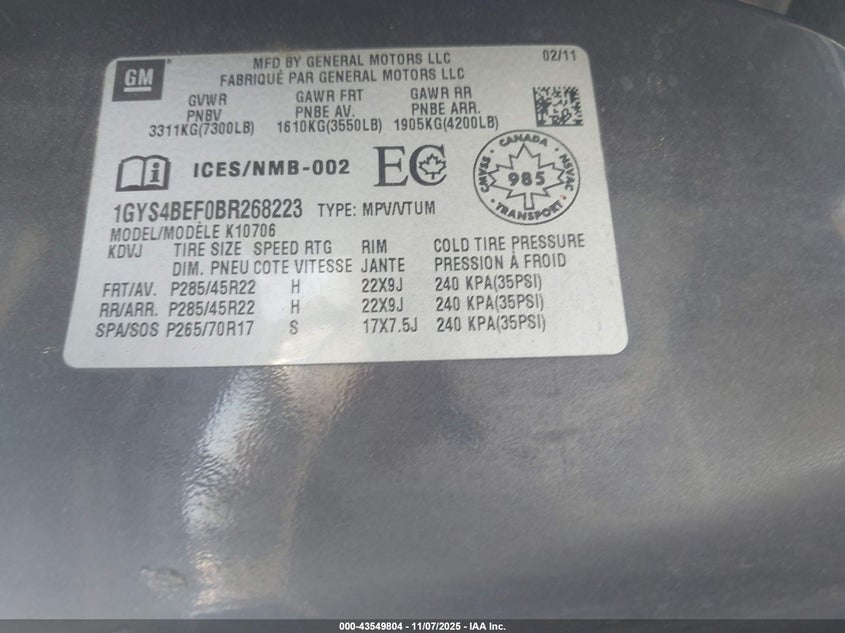 GM
MFD BY GENERAL MOTORS LLC 02/11
FABRIQUÉ PAR GENERAL MOTORS LLC
GVWR GAWR FRT GAWR RR
PNBV PNBE AV. PNBE ARR.
3311KG(7300LB) 1610KG(3550LB) 1905KG(4200LB)
ICES/NMB-002 EC
CANADA
CMVSS 985 NSVAC
TRANSPORT
1GYS4BEF0BR268223 TYPE: MPV/VTUM
MODEL/MODÈLE K10706
KDVJ TIRE SIZE SPEED RTG RIM COLD TIRE PRESSURE
DIM. PNEU COTE VITESSE JANTE PRESSION À FROID
FRT/AV. P285/45R22 H 22X9J 240 KPA(35PSI)
RR/ARR. P285/45R22 H 22X9J 240 KPA(35PSI)
SPA/SOS P265/70R17 S 17X7.5J 240 KPA(35PSI)
000-43549804 - 11/07/2025 - IAA Inc.